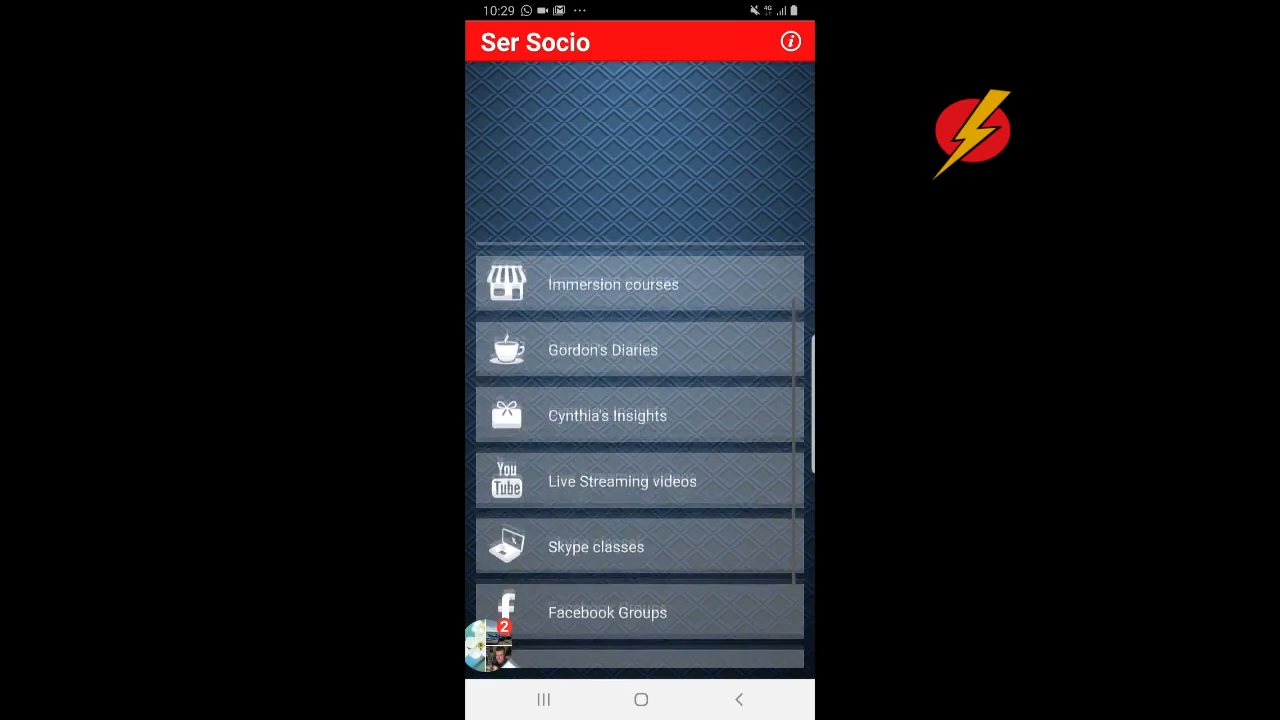 10:29
4G
Ser Socio
Immersion courses
Gordon's Diaries
Cynthia's Insights
You
Tube
Live Streaming videos
Skype classes
Facebook Groups
2